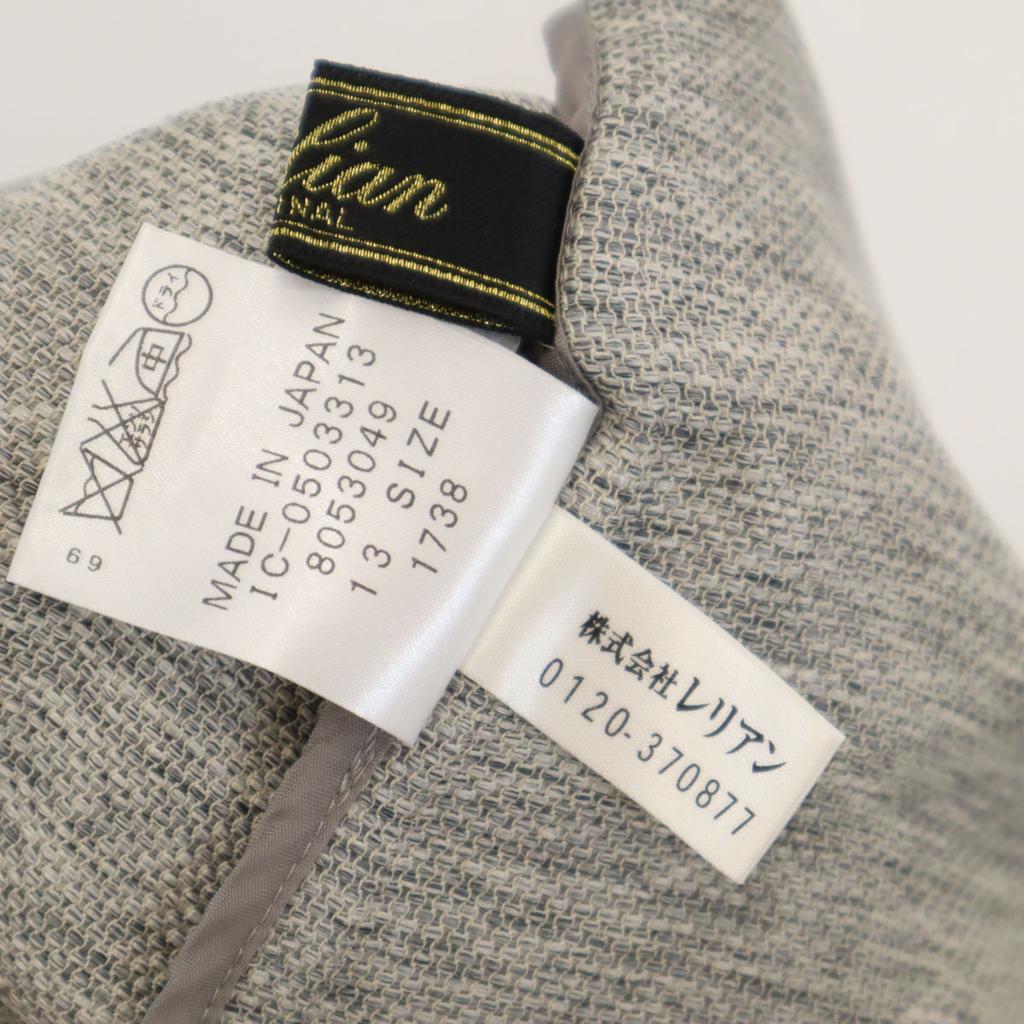 lian
NAL
ドライ
中
69
MADE IN JAPAN
IC-0503313
8053049
13 SIZE
1738
株式会社レリアン
0120-370877